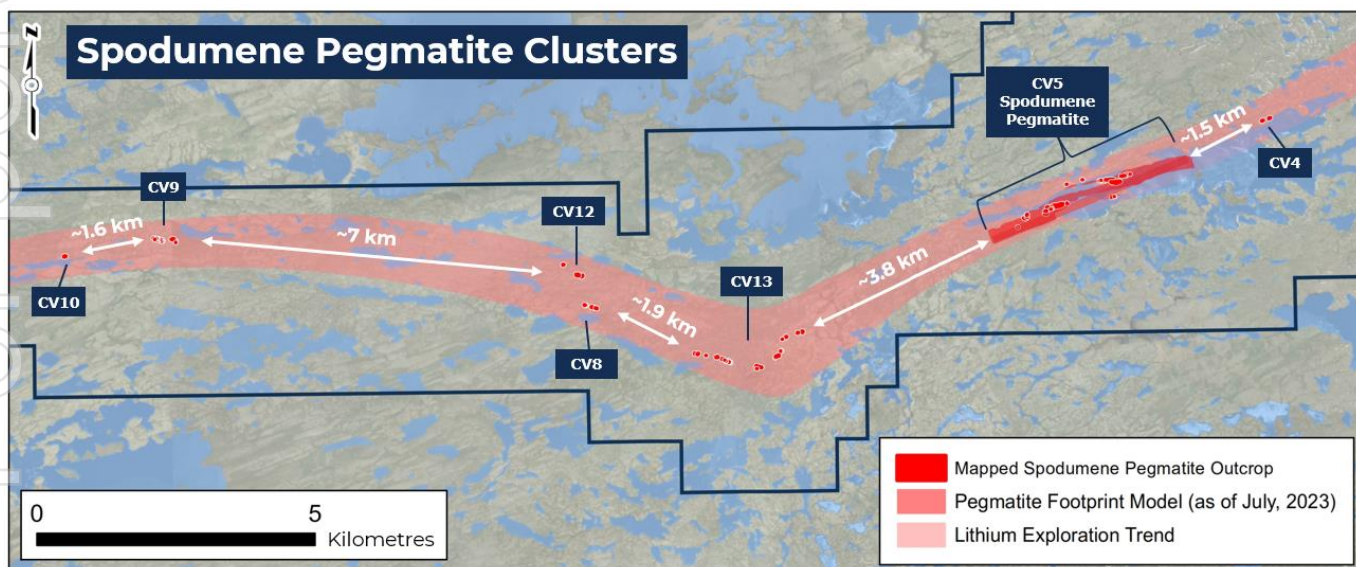 N
Spodumene Pegmatite Clusters
CV5
Spodumene
Pegmatite
~1.5 km
CV4
CV9
~1.6 km
CV10
~7 km
CV12
CV8
~1.9 km
CV13
~3.8 km
0 5
Kilometres
Mapped Spodumene Pegmatite Outcrop
Pegmatite Footprint Model (as of July, 2023)
Lithium Exploration Trend